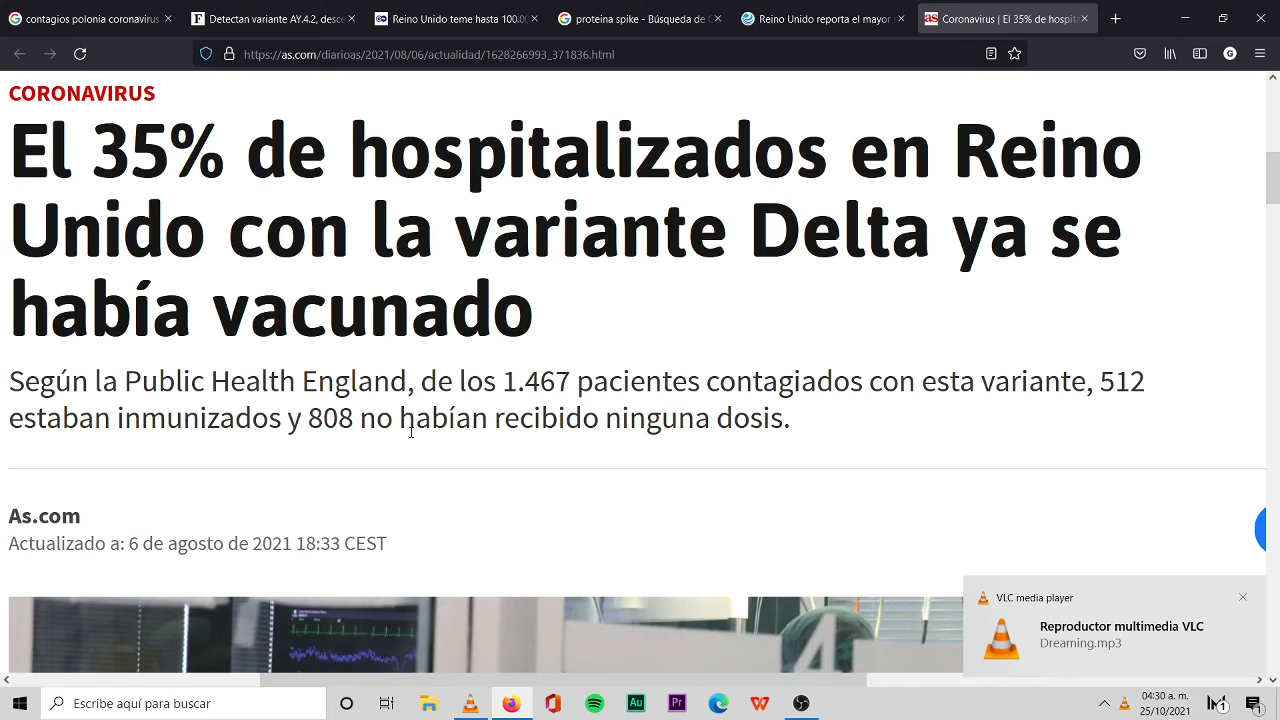 contagios polonia coronavirus
Detectan variante AY.4.2, desce
Reino Unido teme hasta 100.00
proteina spike - Búsqueda de G
Reino Unido reporta el mayor n
Coronavirus | El 35% de hospita
https://as.com/diarioas/2021/08/06/actualidad/1628266993_371836.html
CORONAVIRUS
El 35% de hospitalizados en Reino
Unido con la variante Delta ya se
había vacunado
Según la Public Health England, de los 1.467 pacientes contagiados con esta variante, 512
estaban inmunizados y 808 no habían recibido ninguna dosis.
As.com
Actualizado a: 6 de agosto de 2021 18:33 CEST
VLC media player
Reproductor multimedia VLC
Dreaming.mp3
Escribe aquí para buscar
04:30 a. m.
25/10/2021